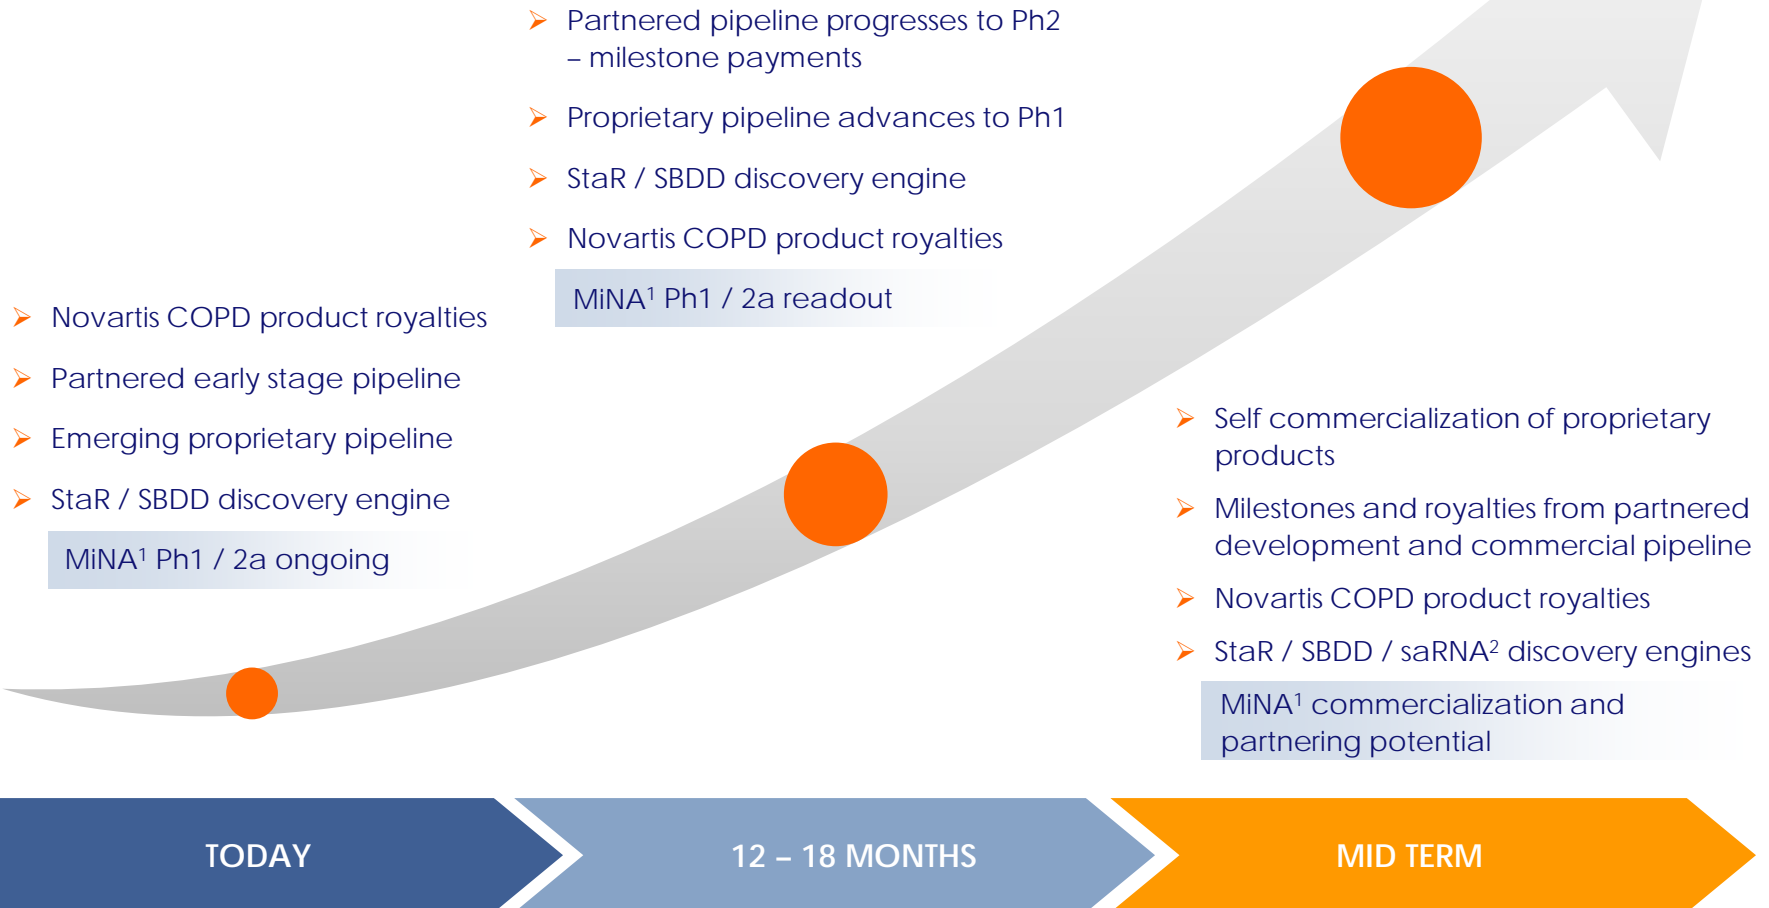 Partnered pipeline progresses to Ph2
– milestone payments
Proprietary pipeline advances to Ph1
StaR / SBDD discovery engine
Novartis COPD product royalties
MiNA¹ Ph1 / 2a readout
Novartis COPD product royalties
Partnered early stage pipeline
Emerging proprietary pipeline
StaR / SBDD discovery engine
MiNA¹ Ph1 / 2a ongoing
Self commercialization of proprietary
products
Milestones and royalties from partnered
development and commercial pipeline
Novartis COPD product royalties
StaR / SBDD / saRNA² discovery engines
MiNA¹ commercialization and
partnering potential
TODAY
12 – 18 MONTHS
MID TERM